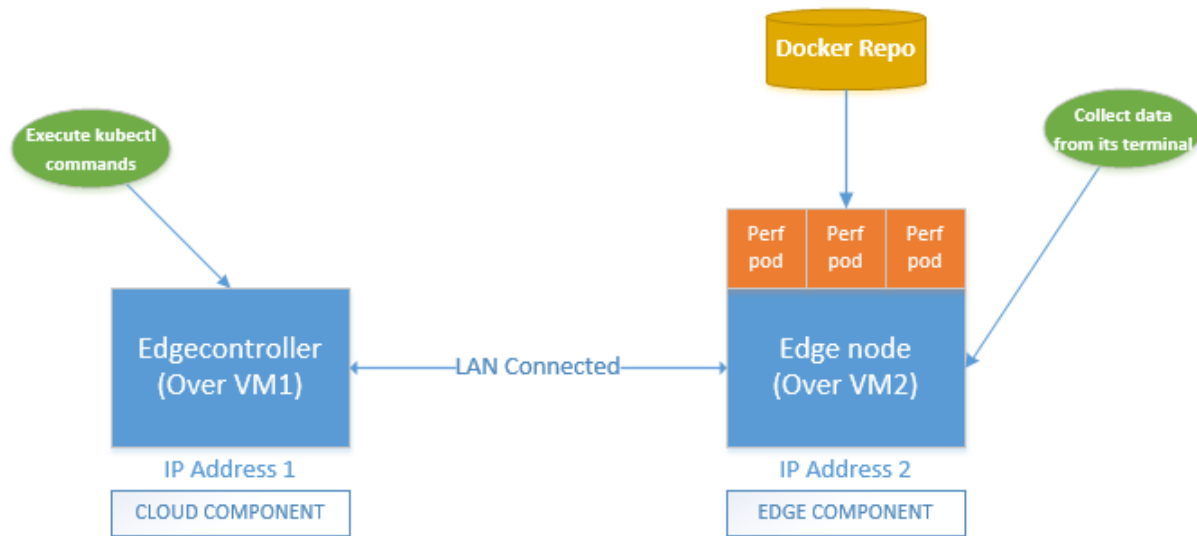 Docker Repo
Execute kubectl
commands
Collect data
from its terminal
Perf
pod
Perf
pod
Perf
pod
Edgecontroller
(Over VM1)
LAN Connected
Edge node
(Over VM2)
IP Address 1
IP Address 2
CLOUD COMPONENT
EDGE COMPONENT